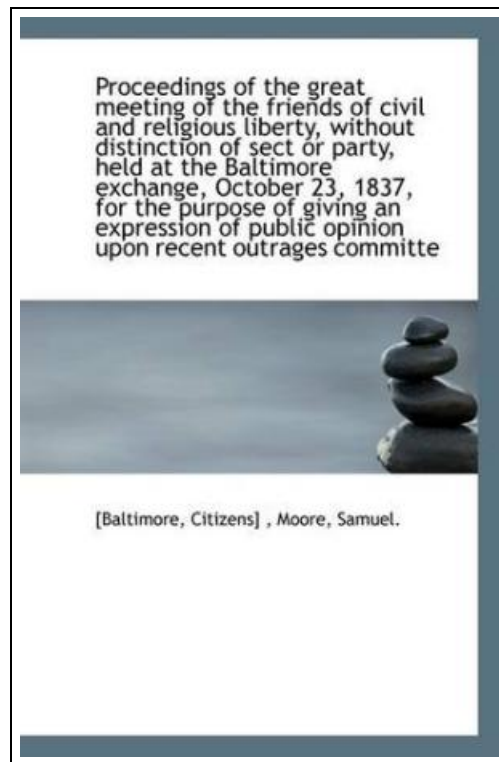 Proceedings of the great
meeting of the friends of civil
and religious liberty, without
distinction of sect or party,
held at the Baltimore
exchange, October 23, 1837,
for the purpose of giving an
expression of public opinion
upon recent outrages committe
[Baltimore, Citizens] , Moore, Samuel.